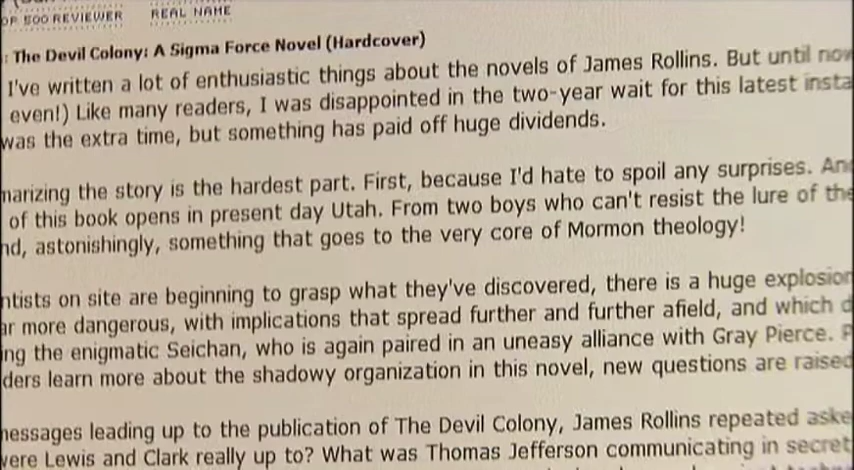 OP 500 REVIEWER REAL NAME
: The Devil Colony: A Sigma Force Novel (Hardcover)
I've written a lot of enthusiastic things about the novels of James Rollins. But until now
even!) Like many readers, I was disappointed in the two-year wait for this latest insta
was the extra time, but something has paid off huge dividends.
marizing the story is the hardest part. First, because I'd hate to spoil any surprises. And
of this book opens in present day Utah. From two boys who can't resist the lure of the
nd, astonishingly, something that goes to the very core of Mormon theology!
ntists on site are beginning to grasp what they've discovered, there is a huge explosion
ar more dangerous, with implications that spread further and further afield, and which d
ing the enigmatic Seichan, who is again paired in an uneasy alliance with Gray Pierce. P
ders learn more about the shadowy organization in this novel, new questions are raised
nessages leading up to the publication of The Devil Colony, James Rollins repeated aske
were Lewis and Clark really up to? What was Thomas Jefferson communicating in secret